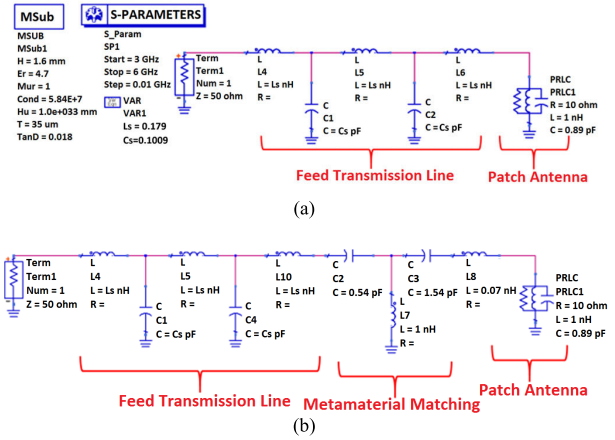 MSub
MSUB
MSub1
H = 1.6 mm
Er = 4.7
Mur = 1
Cond = 5.84E+7
Hu = 1.0e+033 mm
T = 35 um
TanD = 0.018
S-PARAMETERS
S_Param
SP1
Start = 3 GHz
Stop = 6 GHz
Step = 0.01 GHz
VAR
VAR1
Ls = 0.179
Cs=0.1009
Term
Term1
Num = 1
Z = 50 ohm
L
L4
L = Ls nH
R =
C
C1
C = Cs pF
L
L5
L = Ls nH
R =
C
C2
C = Cs pF
L
L6
L = Ls nH
R =
PRLC
PRLC1
R = 10 ohm
L = 1 nH
C = 0.89 pF
Feed Transmission Line
Patch Antenna
(a)
Term
Term1
Num = 1
Z = 50 ohm
L
L4
L = Ls nH
R =
C
C1
C = Cs pF
L
L5
L = Ls nH
R =
C
C4
C = Cs pF
L
L10
L = Ls nH
R =
C
C2
C = 0.54 pF
L
L7
L = 1 nH
R =
C
C3
C = 1.54 pF
L
L8
L = 0.07 nH
R =
PRLC
PRLC1
R = 10 ohm
L = 1 nH
C = 0.89 pF
Feed Transmission Line
Metamaterial Matching
Patch Antenna
(b)